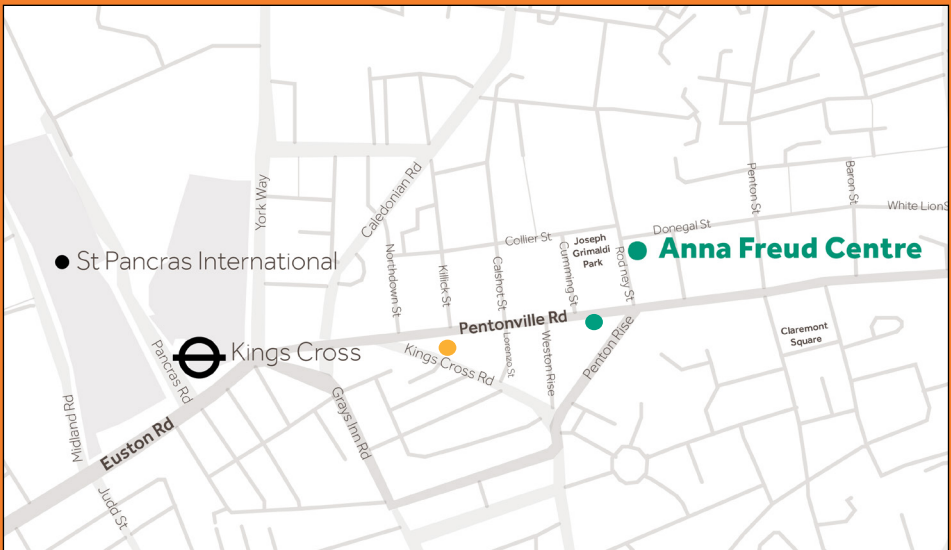 York Way
Caledonian Rd
Penton St
Baron St
White LionS
St Pancras International
Northdown St
Killick St
Collier St
Calshot St
Cumming St
Joseph
Grimaldi
Park
Rodney St
Donegal St
Anna Freud Centre
Pentonville Rd
Kings Cross
Pancras Rd
Kings Cross Rd
Lorenzo St
Weston Rise
Penton Rise
Claremont
Square
Midland Rd
Euston Rd
Grays Inn Rd
Judd St